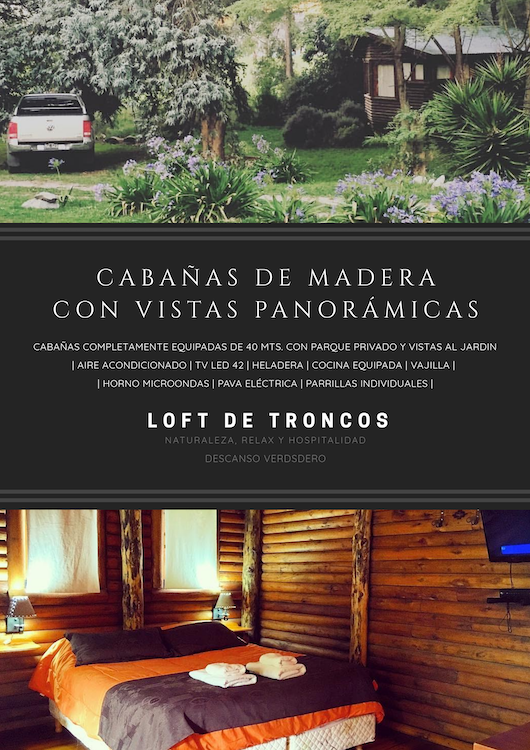 CABAÑAS DE MADERA
CON VISTAS PANORÁMICAS
CABAÑAS COMPLETAMENTE EQUIPADAS DE 40 MTS. CON PARQUE PRIVADO Y VISTAS AL JARDIN
| AIRE ACONDICIONADO | TV LED 42 | HELADERA | COCINA EQUIPADA | VAJILLA |
| HORNO MICROONDAS | PAVA ELÉCTRICA | PARRILLAS INDIVIDUALES |
LOFT DE TRONCOS
NATURALEZA, RELAX Y HOSPITALIDAD
DESCANSO VERDSDERO